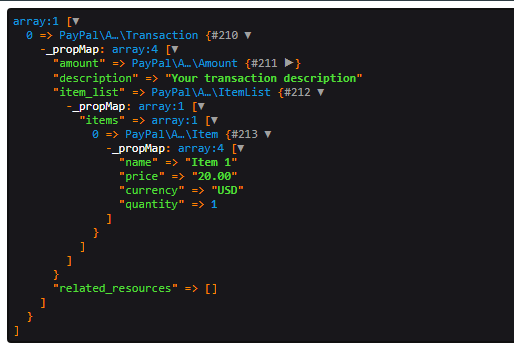 array:1 [▼
  0 => PayPal\A…\Transaction {#210 ▼
    -_propMap: array:4 [▼
      "amount" => PayPal\A…\Amount {#211 ▶}
      "description" => "Your transaction description"
      "item_list" => PayPal\A…\ItemList {#212 ▼
        -_propMap: array:1 [▼
          "items" => array:1 [▼
            0 => PayPal\A…\Item {#213 ▼
              -_propMap: array:4 [▼
                "name" => "Item 1"
                "price" => "20.00"
                "currency" => "USD"
                "quantity" => 1
              ]
            }
          ]
        ]
      }
      "related_resources" => []
    ]
  }
]